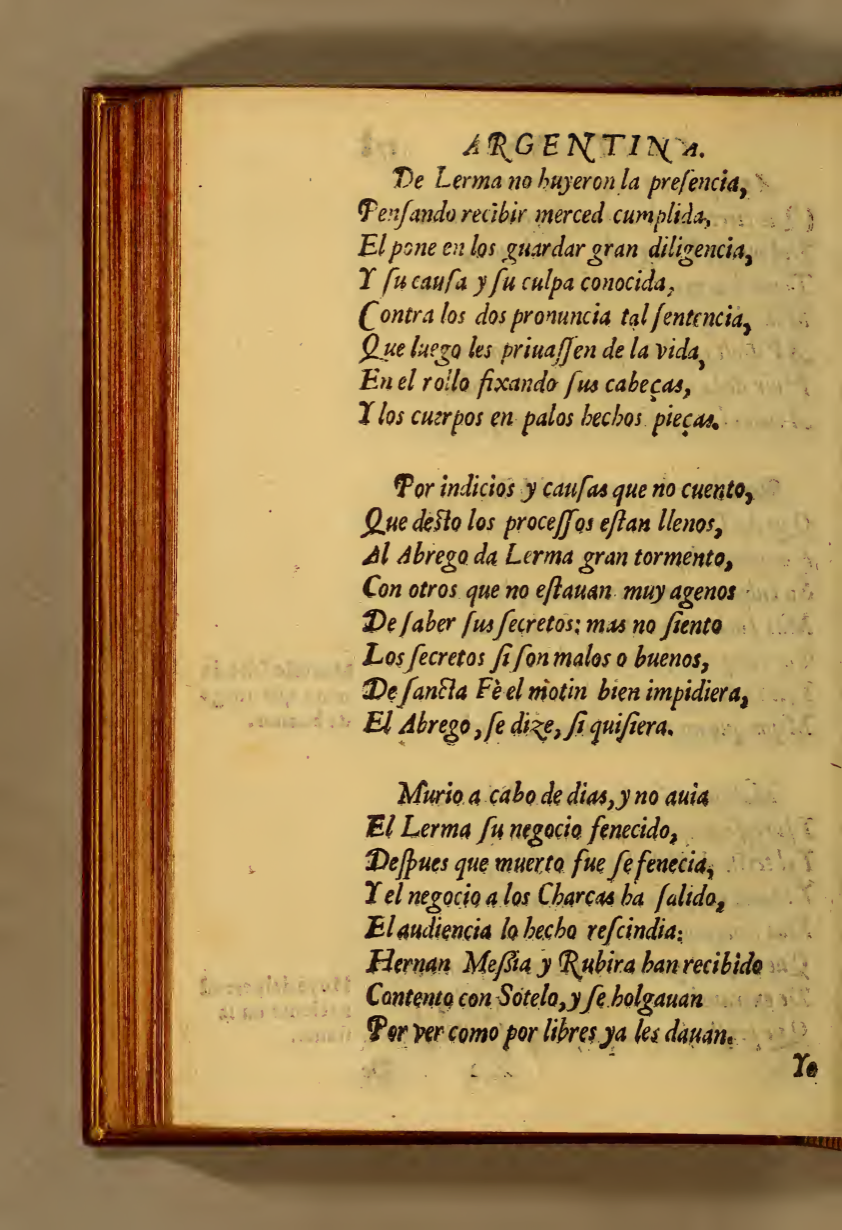 ARGENTINA.
De Lerma no huyeron la preſencia,
Penſando recibir merced cumplida,
El pone en los guardar gran diligencia,
Y ſu cauſa y ſu culpa conocida,
Contra los dos pronuncia tal ſentencia,
Que luego les priuaſſen de la vida,
En el rollo fixando ſus cabeças,
Y los cuerpos en palos hechos pieças.
Por indicios y cauſas que no cuento,
Que deſto los proceſſos eſtan llenos,
Al Abrego da Lerma gran tormento,
Con otros que no eſtauan muy agenos
De ſaber ſus ſecretos; mas no ſiento
Los ſecretos ſi ſon malos o buenos,
De ſancta Fè el motin bien impidiera,
El Abrego, ſe dize, ſi quiſiera.
Murio a cabo de dias, y no auia
El Lerma ſu negocio fenecido,
Deſpues que muerto fue ſe fenecia,
Y el negocio a los Charcas ha ſalido,
El audiencia lo hecho reſcindia;
Hernan Meſsia y Rubira han recibido
Contento con Sotelo, y ſe holgauan
Por ver como por libres ya les dauan.
Yo